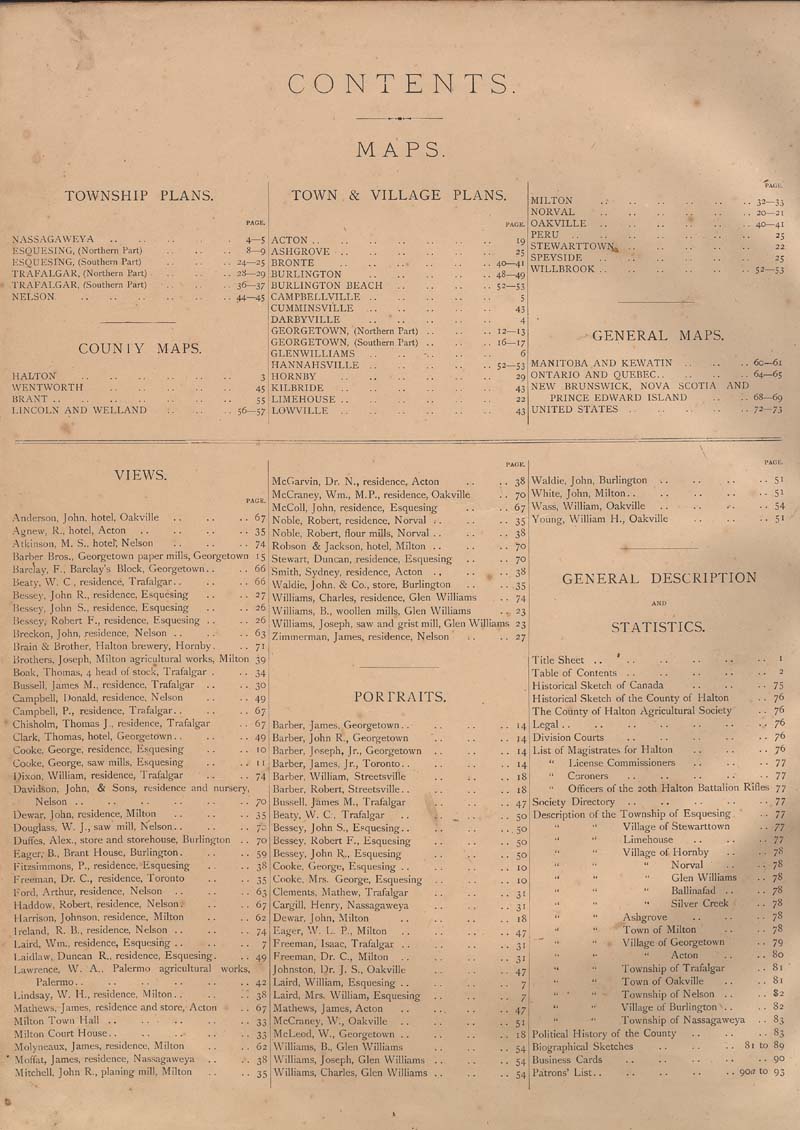 CONTENTS.
MAPS.
TOWNSHIP PLANS.
PAGE.
NASSAGAWEYA .. .. .. .. .. 4—5
ESQUESING, (Northern Part) .. .. .. 8—9
ESQUESING, (Southern Part) .. .. .. 24—25
TRAFALGAR, (Northern Part) .. .. .. 28—29
TRAFALGAR, (Southern Part) .. .. .. 36—37
NELSON .. .. .. .. .. .. 44—45
COUNTY MAPS.
HALTON .. .. .. .. .. .. 3
WENTWORTH .. .. .. .. .. 45
BRANT .. .. .. .. .. .. 55
LINCOLN AND WELLAND .. .. .. 56—57
TOWN & VILLAGE PLANS.
PAGE.
ACTON .. .. .. .. .. .. 19
ASHGROVE .. .. .. .. .. 25
BRONTE .. .. .. .. .. 40—41
BURLINGTON .. .. .. .. .. 48—49
BURLINGTON BEACH .. .. .. .. 52—53
CAMPBELLVILLE .. .. .. .. 5
CUMMINSVILLE .. .. .. .. 43
DARBYVILLE .. .. .. .. 4
GEORGETOWN, (Northern Part) .. .. .. 12—13
GEORGETOWN, (Southern Part) .. .. .. 16—17
GLENWILLIAMS .. .. .. .. 6
HANNAHSVILLE .. .. .. .. 52—53
HORNBY .. .. .. .. .. 29
KILBRIDE .. .. .. .. .. 43
LIMEHOUSE .. .. .. .. .. 22
LOWVILLE .. .. .. .. .. 43
PAGE.
MILTON .. .. .. .. .. .. 32—33
NORVAL .. .. .. .. .. .. 20—21
OAKVILLE .. .. .. .. .. .. 40—41
PERU .. .. .. .. .. .. 25
STEWARTTOWN .. .. .. .. 22
SPEYSIDE .. .. .. .. .. 25
WILLBROOK .. .. .. .. .. .. 52—53
GENERAL MAPS.
MANITOBA AND KEWATIN .. .. .. 60—61
ONTARIO AND QUEBEC .. .. .. .. 64—65
NEW BRUNSWICK, NOVA SCOTIA AND
PRINCE EDWARD ISLAND .. .. 68—69
UNITED STATES .. .. .. .. .. 72—73
VIEWS.
PAGE.
Anderson, John, hotel, Oakville .. .. .. 67
Agnew, R., hotel, Acton .. .. .. .. 35
Atkinson, M. S., hotel, Nelson .. .. .. 74
Barber Bros., Georgetown paper mills, Georgetown 15
Barclay, F., Barclay's Block, Georgetown .. .. 66
Beaty, W. C., residence, Trafalgar .. .. .. 66
Bessey, John R., residence, Esquesing .. .. 27
Bessey, John S., residence, Esquesing .. .. 26
Bessey, Robert F., residence, Esquesing .. .. 26
Breckon, John, residence, Nelson .. .. .. 63
Brain & Brother, Halton brewery, Hornby .. .. 71
Brothers, Joseph, Milton agricultural works, Milton 39
Boak, Thomas, 4 head of stock, Trafalgar .. .. 34
Bussell, James M., residence, Trafalgar .. .. 30
Campbell, Donald, residence, Nelson .. .. 49
Campbell, P., residence, Trafalgar .. .. .. 67
Chisholm, Thomas J., residence, Trafalgar .. 67
Clark, Thomas, hotel, Georgetown .. .. .. 49
Cooke, George, residence, Esquesing .. .. 10
Cooke, George, saw mills, Esquesing .. .. 11
Dixon, William, residence, Trafalgar .. .. 74
Davidson, John, & Sons, residence and nursery,
Nelson .. .. .. .. .. .. 70
Dewar, John, residence, Milton .. .. .. 35
Douglass, W. J., saw mill, Nelson .. .. .. 70
Duffes, Alex., store and storehouse, Burlington .. 70
Eager, B., Brant House, Burlington .. .. .. 59
Fitzsimmons, P., residence, Esquesing .. .. 38
Freeman, Dr. C., residence, Toronto .. .. 35
Ford, Arthur, residence, Nelson .. .. .. 63
Haddow, Robert, residence, Nelson .. .. .. 67
Harrison, Johnson, residence, Milton .. .. 62
Ireland, R. B., residence, Nelson .. .. .. 74
Laird, Wm., residence, Esquesing .. .. .. 7
Laidlaw, Duncan R., residence, Esquesing .. .. 49
Lawrence, W. A., Palermo agricultural works,
Palermo .. .. .. .. .. .. 42
Lindsay, W. H., residence, Milton .. .. .. 38
Mathews, James, residence and store, Acton .. 67
Milton Town Hall .. .. .. .. .. 33
Milton Court House .. .. .. .. .. 33
Molyneaux, James, residence, Milton .. .. 62
Moffat, James, residence, Nassagaweya .. .. 38
Mitchell, John R., planing mill, Milton .. .. 35
PAGE.
McGarvin, Dr. N., residence, Acton .. .. 38
McCraney, Wm., M.P., residence, Oakville .. 70
McColl, John, residence, Esquesing .. .. 67
Noble, Robert, residence, Norval .. .. .. 35
Noble, Robert, flour mills, Norval .. .. .. 38
Robson & Jackson, hotel, Milton .. .. .. 70
Stewart, Duncan, residence, Esquesing .. .. 70
Smith, Sydney, residence, Acton .. .. .. 38
Waldie, John, & Co., store, Burlington .. .. 35
Williams, Charles, residence, Glen Williams .. 74
Williams, B., woollen mills, Glen Williams .. 23
Williams, Joseph, saw and grist mill, Glen Williams 23
Zimmerman, James, residence, Nelson .. .. 27
PORTRAITS.
Barber, James, Georgetown .. .. .. .. 14
Barber, John R., Georgetown .. .. .. 14
Barber, Joseph, Jr., Georgetown .. .. .. 14
Barber, James, Jr., Toronto .. .. .. .. 14
Barber, William, Streetsville .. .. .. 18
Barber, Robert, Streetsville .. .. .. .. 18
Bussell, James M., Trafalgar .. .. .. 47
Beaty, W. C., Trafalgar .. .. .. .. 50
Bessey, John S., Esquesing .. .. .. .. 50
Bessey, Robert F., Esquesing .. .. .. 50
Bessey, John R., Esquesing .. .. .. 50
Cooke, George, Esquesing .. .. .. .. 10
Cooke, Mrs. George, Esquesing .. .. .. 10
Clements, Mathew, Trafalgar .. .. .. 31
Cargill, Henry, Nassagaweya .. .. .. 31
Dewar, John, Milton .. .. .. .. 18
Eager, W. L. P., Milton .. .. .. .. 47
Freeman, Isaac, Trafalgar .. .. .. .. 31
Freeman, Dr. C., Milton .. .. .. .. 31
Johnston, Dr. J. S., Oakville .. .. .. 47
Laird, William, Esquesing .. .. .. .. 7
Laird, Mrs. William, Esquesing .. .. .. 7
Mathews, James, Acton .. .. .. .. 47
McCraney, W., Oakville .. .. .. .. 51
McLeod, W., Georgetown .. .. .. .. 18
Williams, B., Glen Williams .. .. .. 54
Williams, Joseph, Glen Williams .. .. .. 54
Williams, Charles, Glen Williams .. .. .. 54
PAGE.
Waldie, John, Burlington .. .. .. .. 51
White, John, Milton .. .. .. .. .. 51
Wass, William, Oakville .. .. .. .. 54
Young, William H., Oakville .. .. .. 51
GENERAL DESCRIPTION
AND
STATISTICS.
Title Sheet .. .. .. .. .. .. 1
Table of Contents .. .. .. .. .. 2
Historical Sketch of Canada .. .. .. 75
Historical Sketch of the County of Halton .. .. 76
The County of Halton Agricultural Society .. 76
Legal .. .. .. .. .. .. .. 76
Division Courts .. .. .. .. .. 76
List of Magistrates for Halton .. .. .. 76
“ License Commissioners .. .. .. 77
“ Coroners .. .. .. .. .. 77
“ Officers of the 20th Halton Battalion Rifles 77
Society Directory .. .. .. .. .. 77
Description of the Township of Esquesing .. .. 77
“ “ Village of Stewarttown .. 77
“ “ Limehouse .. .. .. 77
“ “ Village of Hornby .. .. 78
“ “ “ Norval .. .. 78
“ “ “ Glen Williams .. 78
“ “ “ Ballinafad .. .. 78
“ “ “ Silver Creek .. .. 78
“ “ Ashgrove .. .. .. 78
“ “ Town of Milton .. .. 78
“ “ Village of Georgetown .. 79
“ “ “ Acton .. .. 80
“ “ Township of Trafalgar .. 81
“ “ Town of Oakville .. .. 81
“ “ Township of Nelson .. .. 82
“ “ Village of Burlington .. .. 82
“ “ Township of Nassagaweya .. 83
Political History of the County .. .. .. 83
Biographical Sketches .. .. .. 81 to 89
Business Cards .. .. .. .. .. 90
Patrons' List .. .. .. .. .. 90a to 93